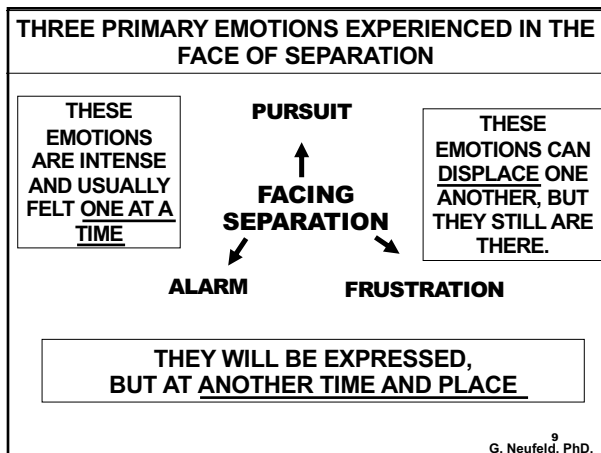 THREE PRIMARY EMOTIONS EXPERIENCED IN THE
FACE OF SEPARATION
THESE
EMOTIONS
ARE INTENSE
AND USUALLY
FELT ONE AT A
TIME
PURSUIT
THESE
EMOTIONS CAN
DISPLACE ONE
ANOTHER, BUT
THEY STILL ARE
THERE.
FACING
SEPARATION
ALARM
FRUSTRATION
THEY WILL BE EXPRESSED,
BUT AT ANOTHER TIME AND PLACE
9
G. Neufeld, PhD.